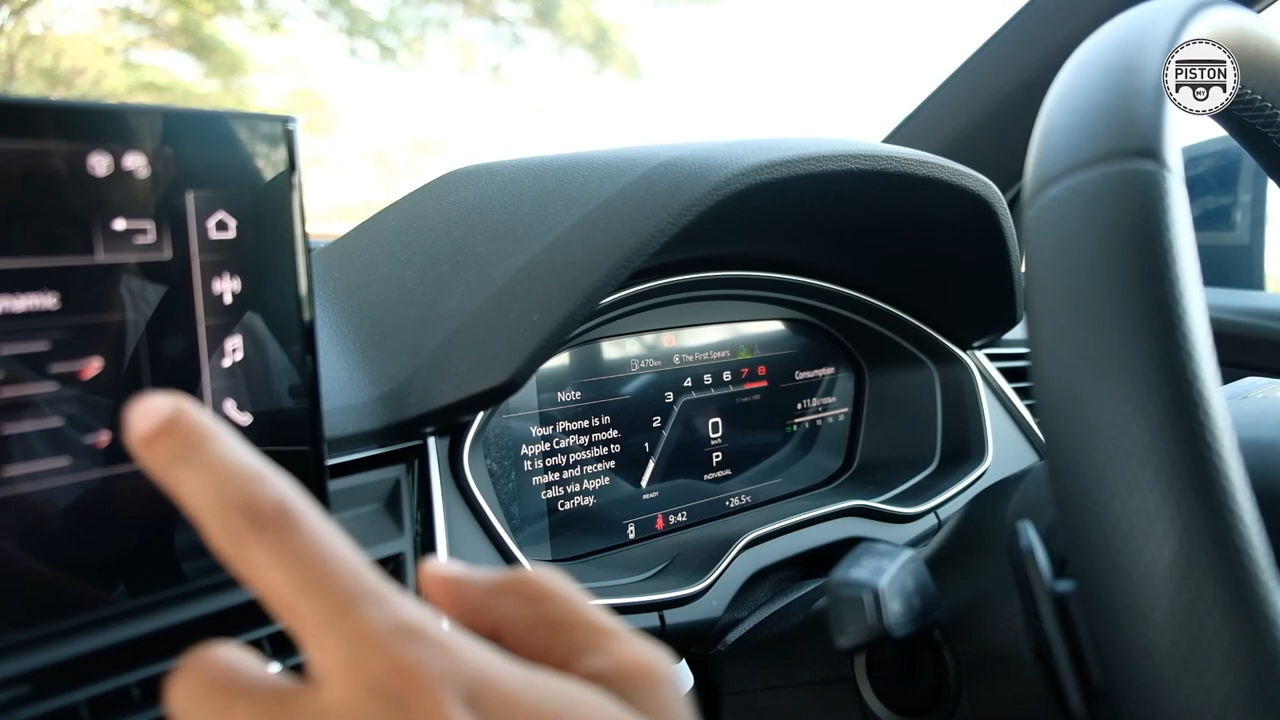 PISTON
MY
namic
470km
The First Spears
Note
Your iPhone is in
Apple CarPlay mode.
It is only possible to
make and receive
calls via Apple
CarPlay.
1
2
3
4
5
6
7
8
0
km/h
P
INDIVIDUAL
READY
Consumption
ø 11.0l/100km
9:42
+26.5°C